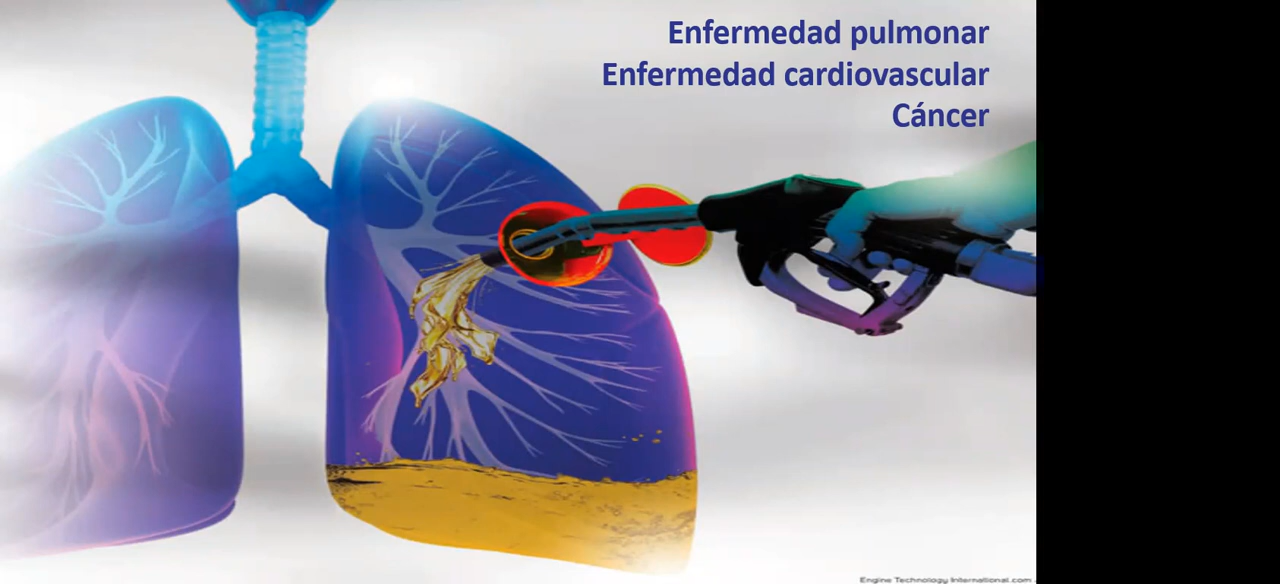 Enfermedad pulmonar
Enfermedad cardiovascular
Cáncer
Engine Technology International.com